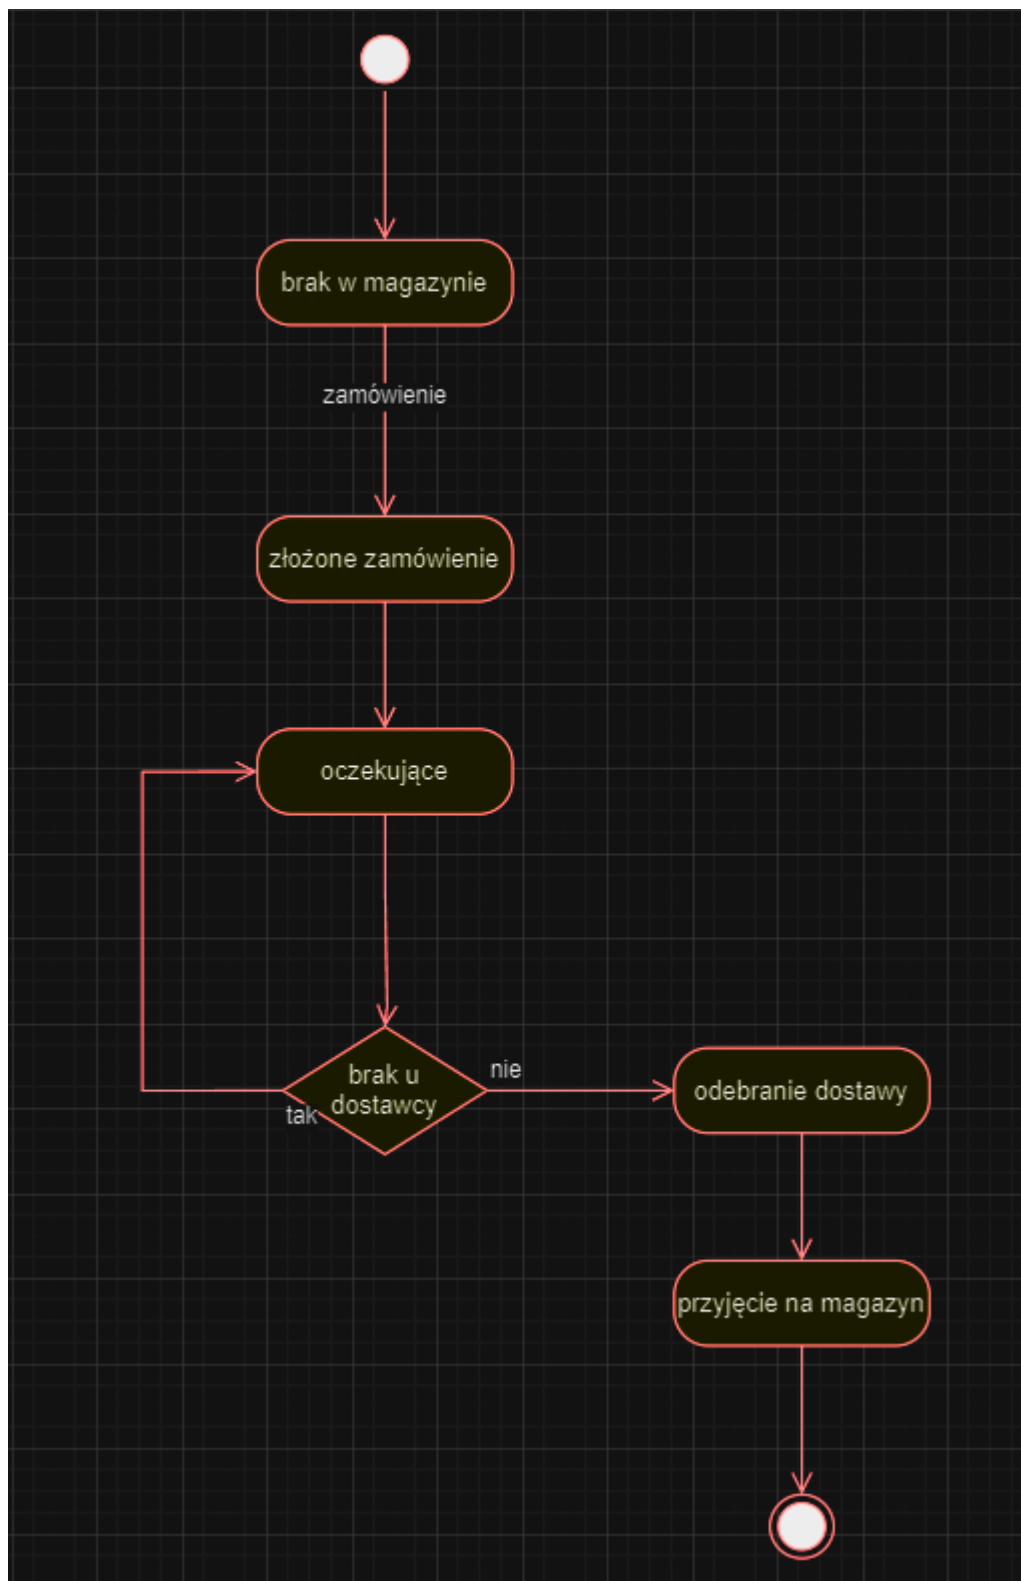 brak w magazynie
zamówienie
złożone zamówienie
oczekujące
brak u
dostawcy
tak
nie
odebranie dostawy
przyjęcie na magazyn